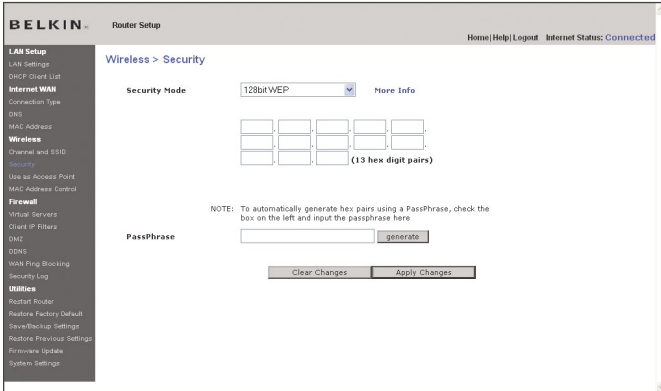 BELKIN
Router Setup
Home|Help|Logout Internet Status: Connected
LAN Setup
LAN Settings
DHCP Client List
Internet WAN
Connection Type
DNS
MAC Address
Wireless
Channel and SSID
Security
Use as Access Point
MAC Address Control
Firewall
Virtual Servers
Client IP Filters
DMZ
DDNS
WAN Ping Blocking
Security Log
Utilities
Restart Router
Restore Factory Default
Save/Backup Settings
Restore Previous Settings
Firmware Update
System Settings
Wireless > Security
Security Mode 128bit WEP More Info
(13 hex digit pairs)
NOTE: To automatically generate hex pairs using a PassPhrase, check the
box on the left and input the passphrase here
PassPhrase generate
Clear Changes Apply Changes